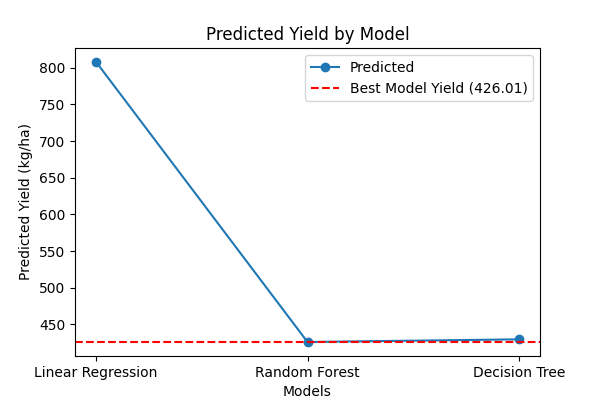 Predicted Yield by Model
Predicted
Best Model Yield (426.01)
Predicted Yield (kg/ha)
800
750
700
650
600
550
500
450
Linear Regression
Random Forest
Decision Tree
Models